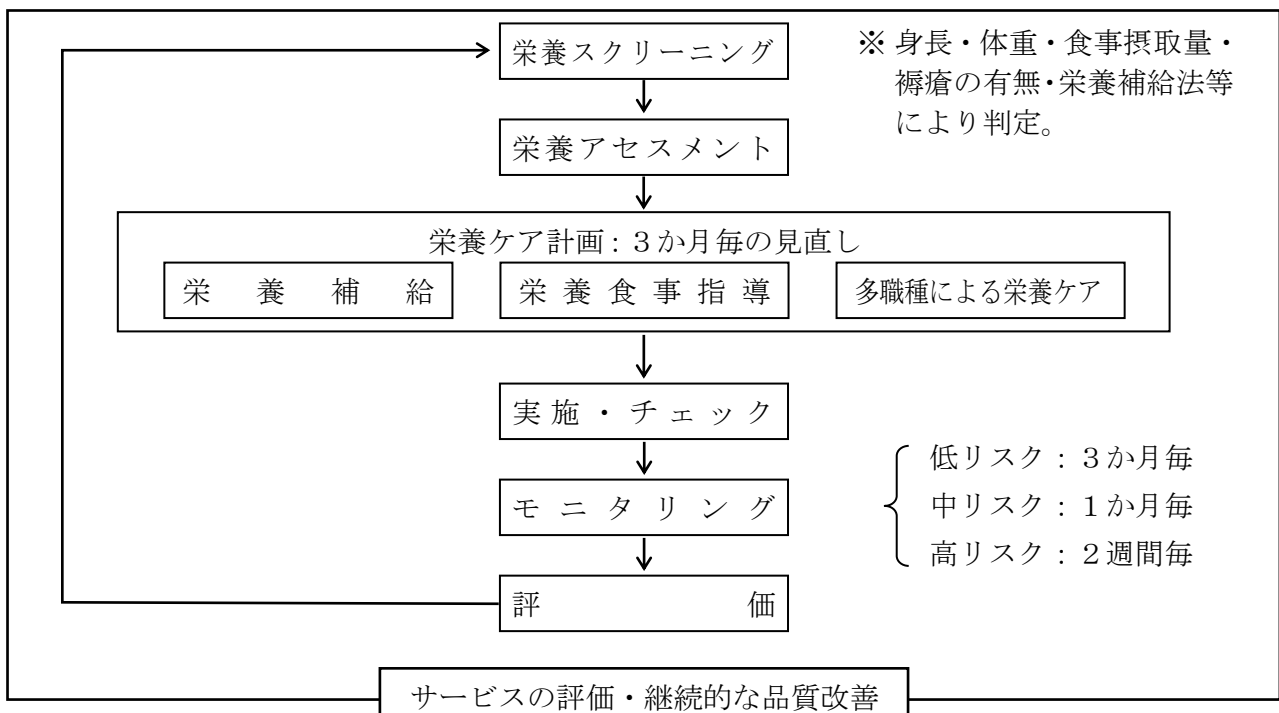 栄養スクリーニング
※ 身長・体重・食事摂取量・
褥瘡の有無・栄養補給法等
により判定。
栄養アセスメント
栄養ケア計画：３か月毎の見直し
栄養補給
栄養食事指導
多職種による栄養ケア
実施・チェック
モニタリング
低リスク：３か月毎
中リスク：１か月毎
高リスク：２週間毎
評価
サービスの評価・継続的な品質改善